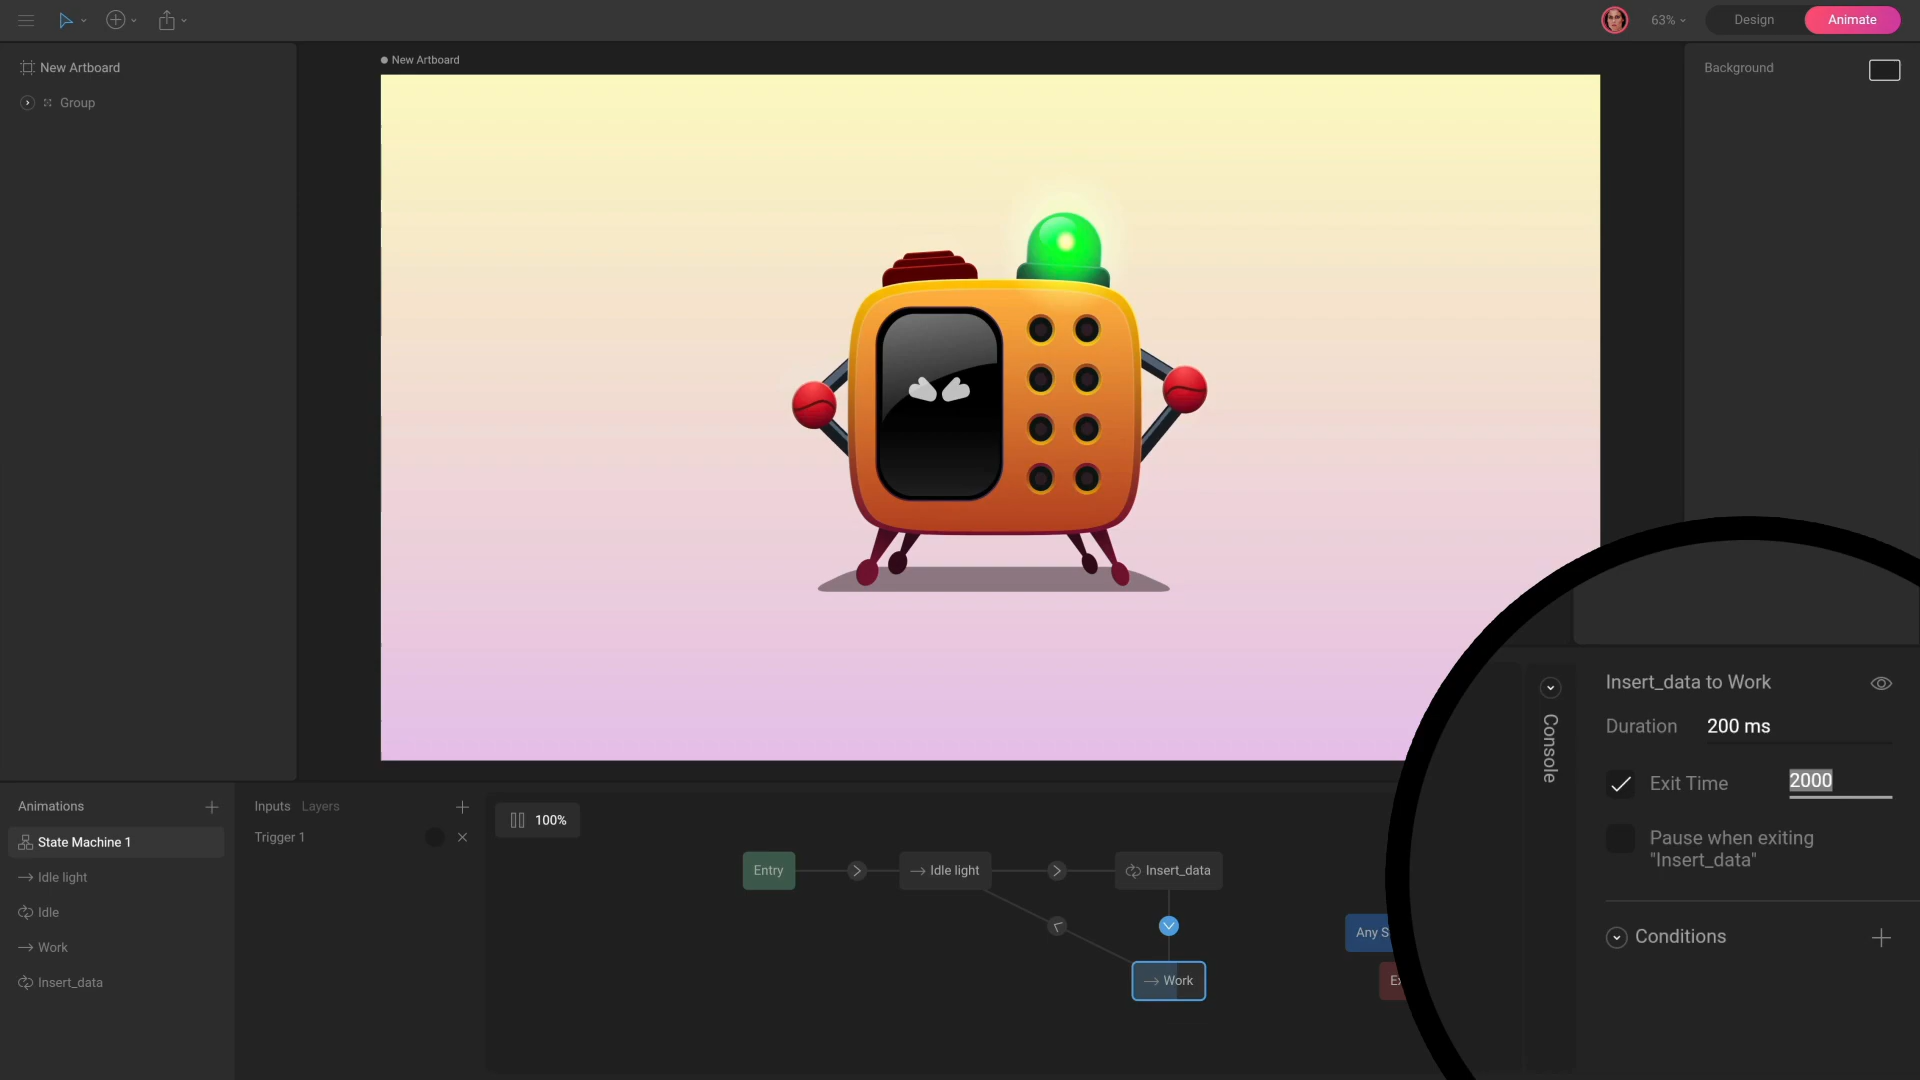 63%
Design
Animate
New Artboard
Group
New Artboard
Background
Animations
State Machine 1
Idle light
Idle
Work
Insert_data
Inputs Layers
Trigger 1
100%
Entry
Idle light
Insert_data
Work
Any S
Console
Insert_data to Work
Duration 200 ms
Exit Time 2000
Pause when exiting
"Insert_data"
Conditions